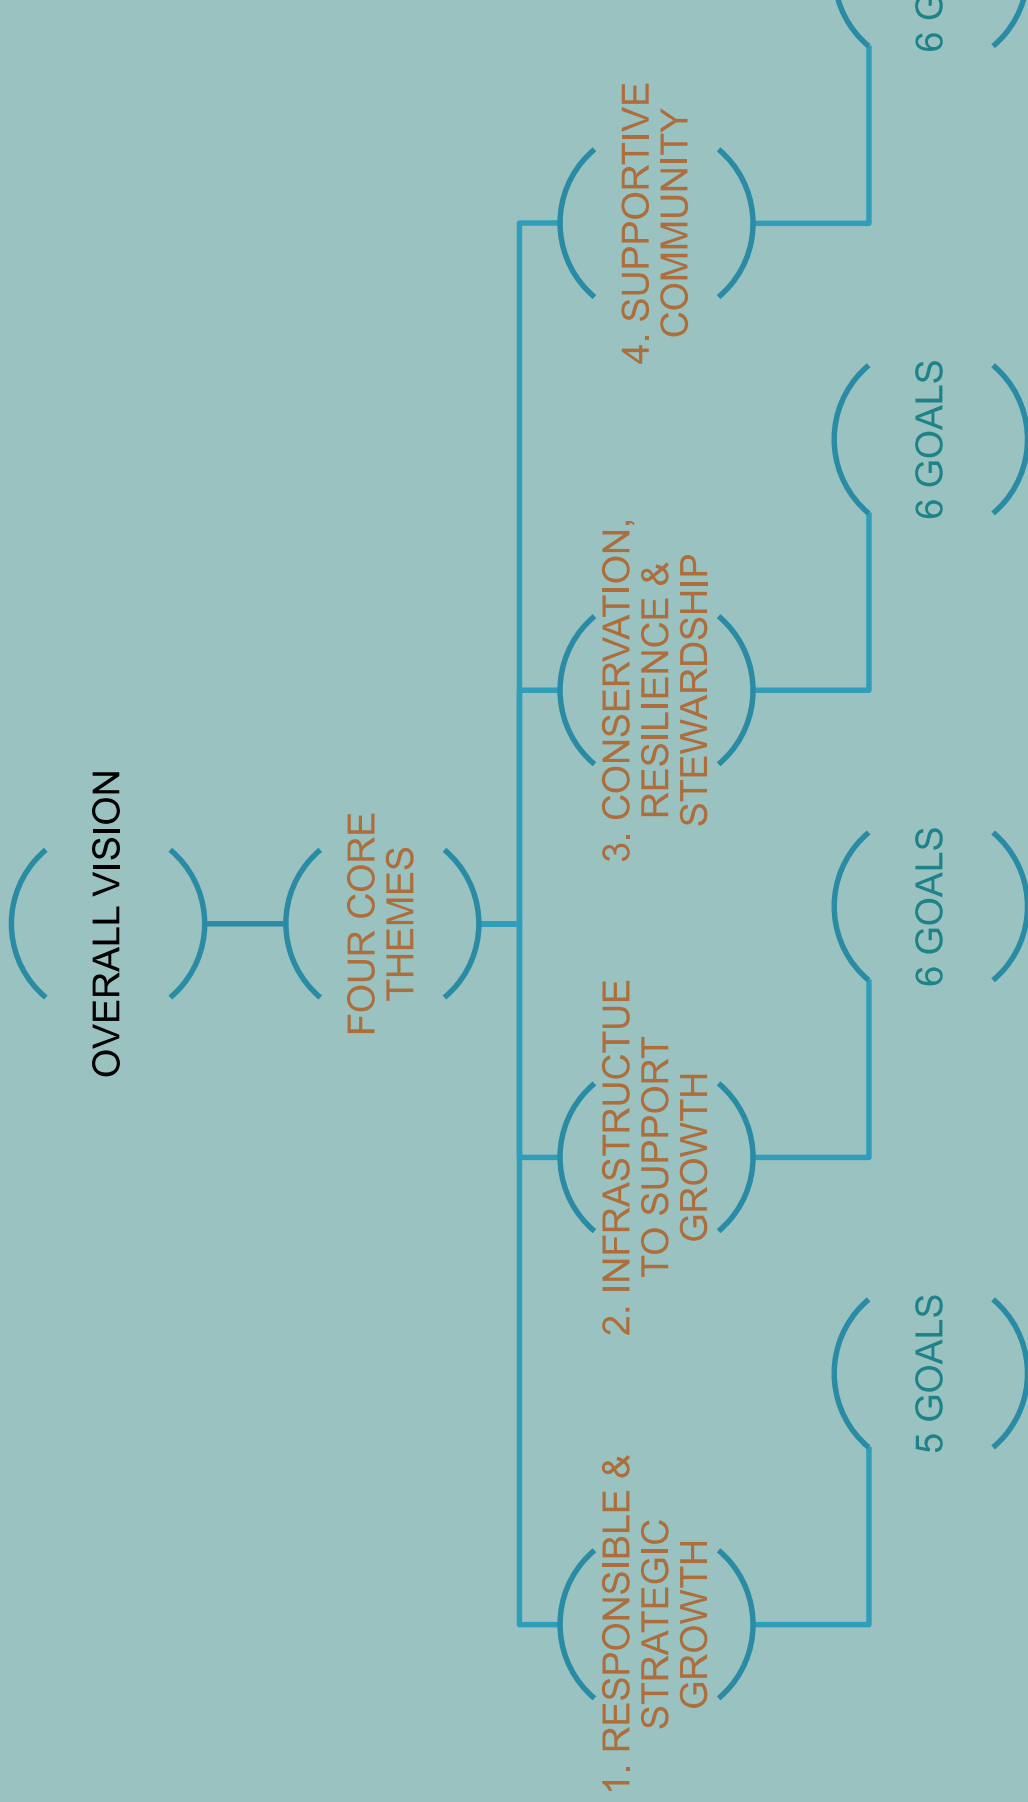 OVERALL VISION
FOUR CORE
THEMES
1. RESPONSIBLE &
STRATEGIC
GROWTH
2. INFRASTRUCTUE
TO SUPPORT
GROWTH
3. CONSERVATION,
RESILIENCE &
STEWARDSHIP
4. SUPPORTIVE
COMMUNITY
5 GOALS
6 GOALS
6 GOALS
6 G